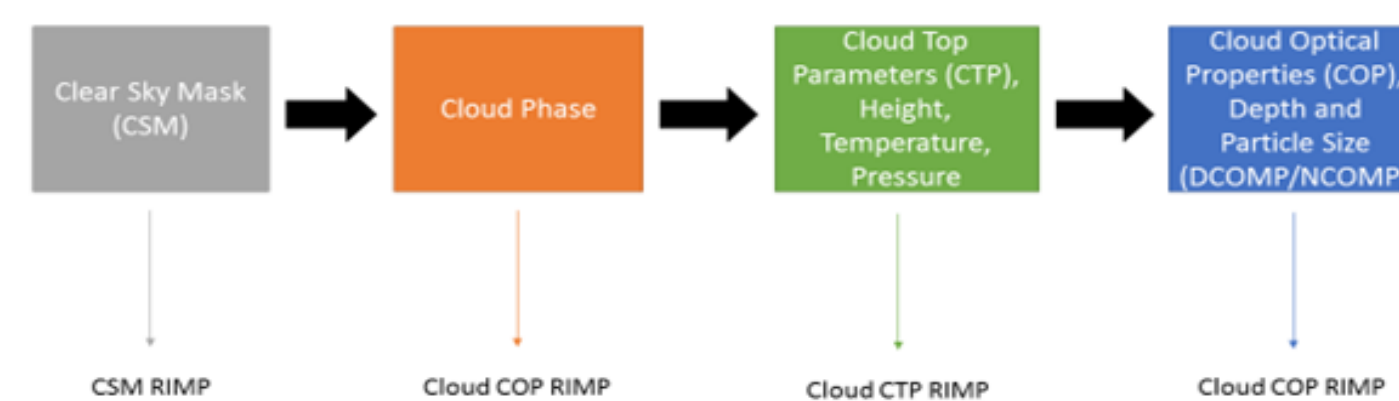 Clear Sky Mask
(CSM)
Cloud Phase
Cloud Top
Parameters (CTP),
Height,
Temperature,
Pressure
Cloud Optical
Properties (COP),
Depth and
Particle Size
(DCOMP/NCOMP
CSM RIMP
Cloud COP RIMP
Cloud CTP RIMP
Cloud COP RIMP